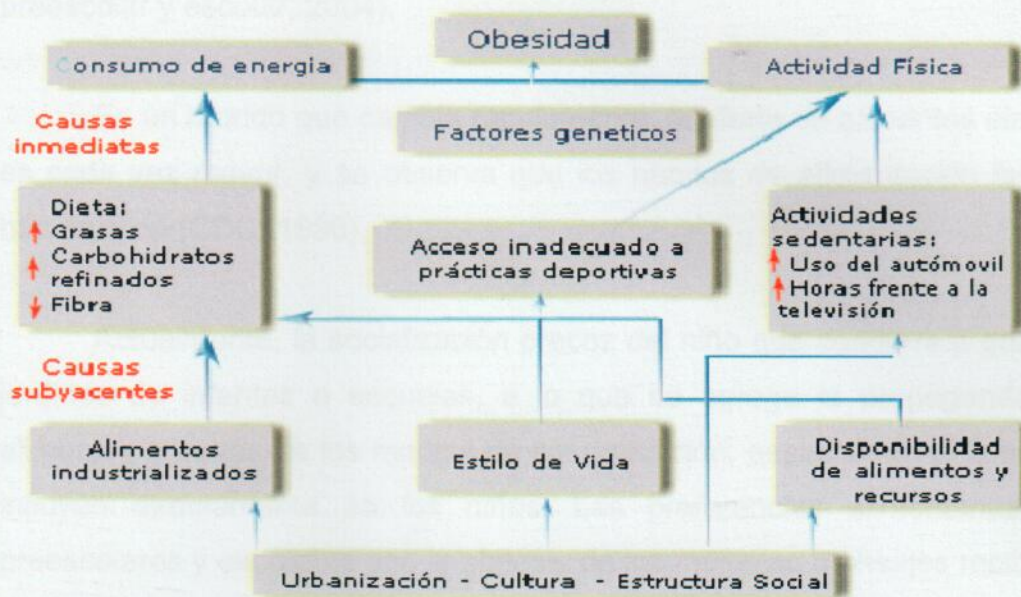 Obesidad
Consumo de energia
Actividad Física
Causas
inmediatas
Factores geneticos
Dieta:
Grasas
Carbohidratos
refinados
Fibra
Acceso inadecuado a
prácticas deportivas
Actividades
sedentarias:
Uso del autómovil
Horas frente a la
televisión
Causas
subyacentes
Alimentos
industrializados
Estilo de Vida
Disponibilidad
de alimentos y
recursos
Urbanización - Cultura - Estructura Social